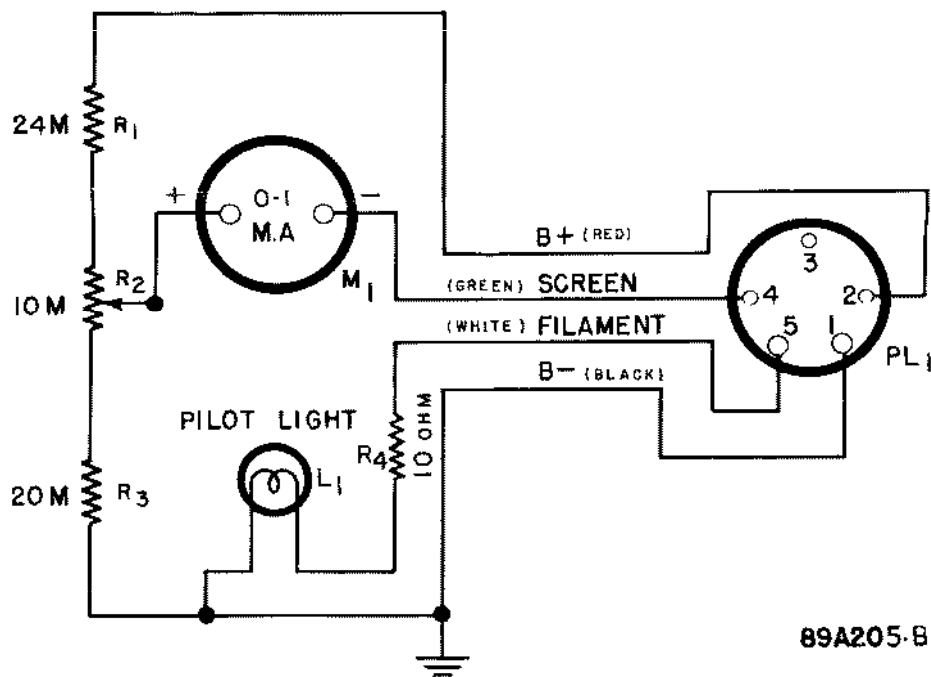 24M R1
+ 0-1 −
M.A
M1
B+ (RED)
3
R2
10M
(GREEN) SCREEN
4 2
(WHITE) FILAMENT
5 1
PL1
B− (BLACK)
PILOT LIGHT
L1
R4
10 OHM
20M R3
89A205-B